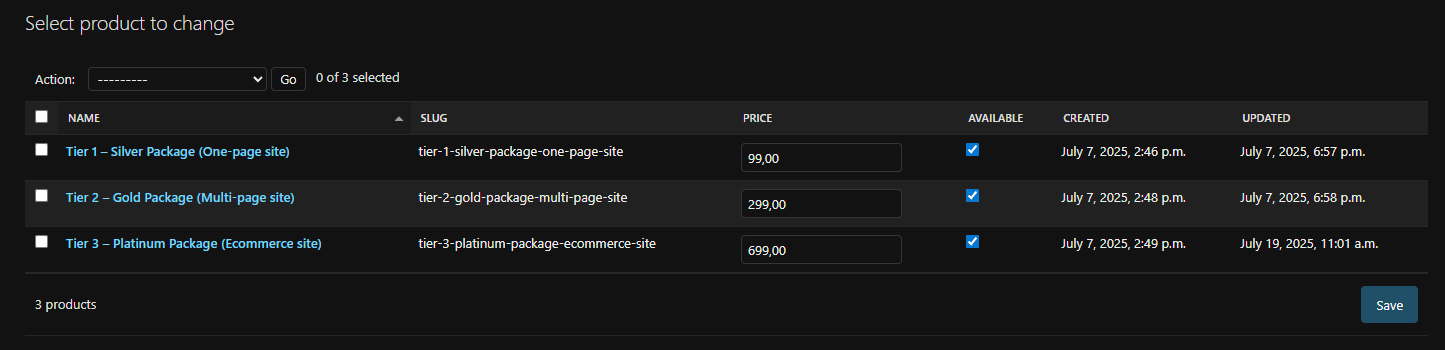 Select product to change
Action: --------- Go 0 of 3 selected
NAME SLUG PRICE AVAILABLE CREATED UPDATED
Tier 1 – Silver Package (One-page site) tier-1-silver-package-one-page-site 99,00 July 7, 2025, 2:46 p.m. July 7, 2025, 6:57 p.m.
Tier 2 – Gold Package (Multi-page site) tier-2-gold-package-multi-page-site 299,00 July 7, 2025, 2:48 p.m. July 7, 2025, 6:58 p.m.
Tier 3 – Platinum Package (Ecommerce site) tier-3-platinum-package-ecommerce-site 699,00 July 7, 2025, 2:49 p.m. July 19, 2025, 11:01 a.m.
3 products Save